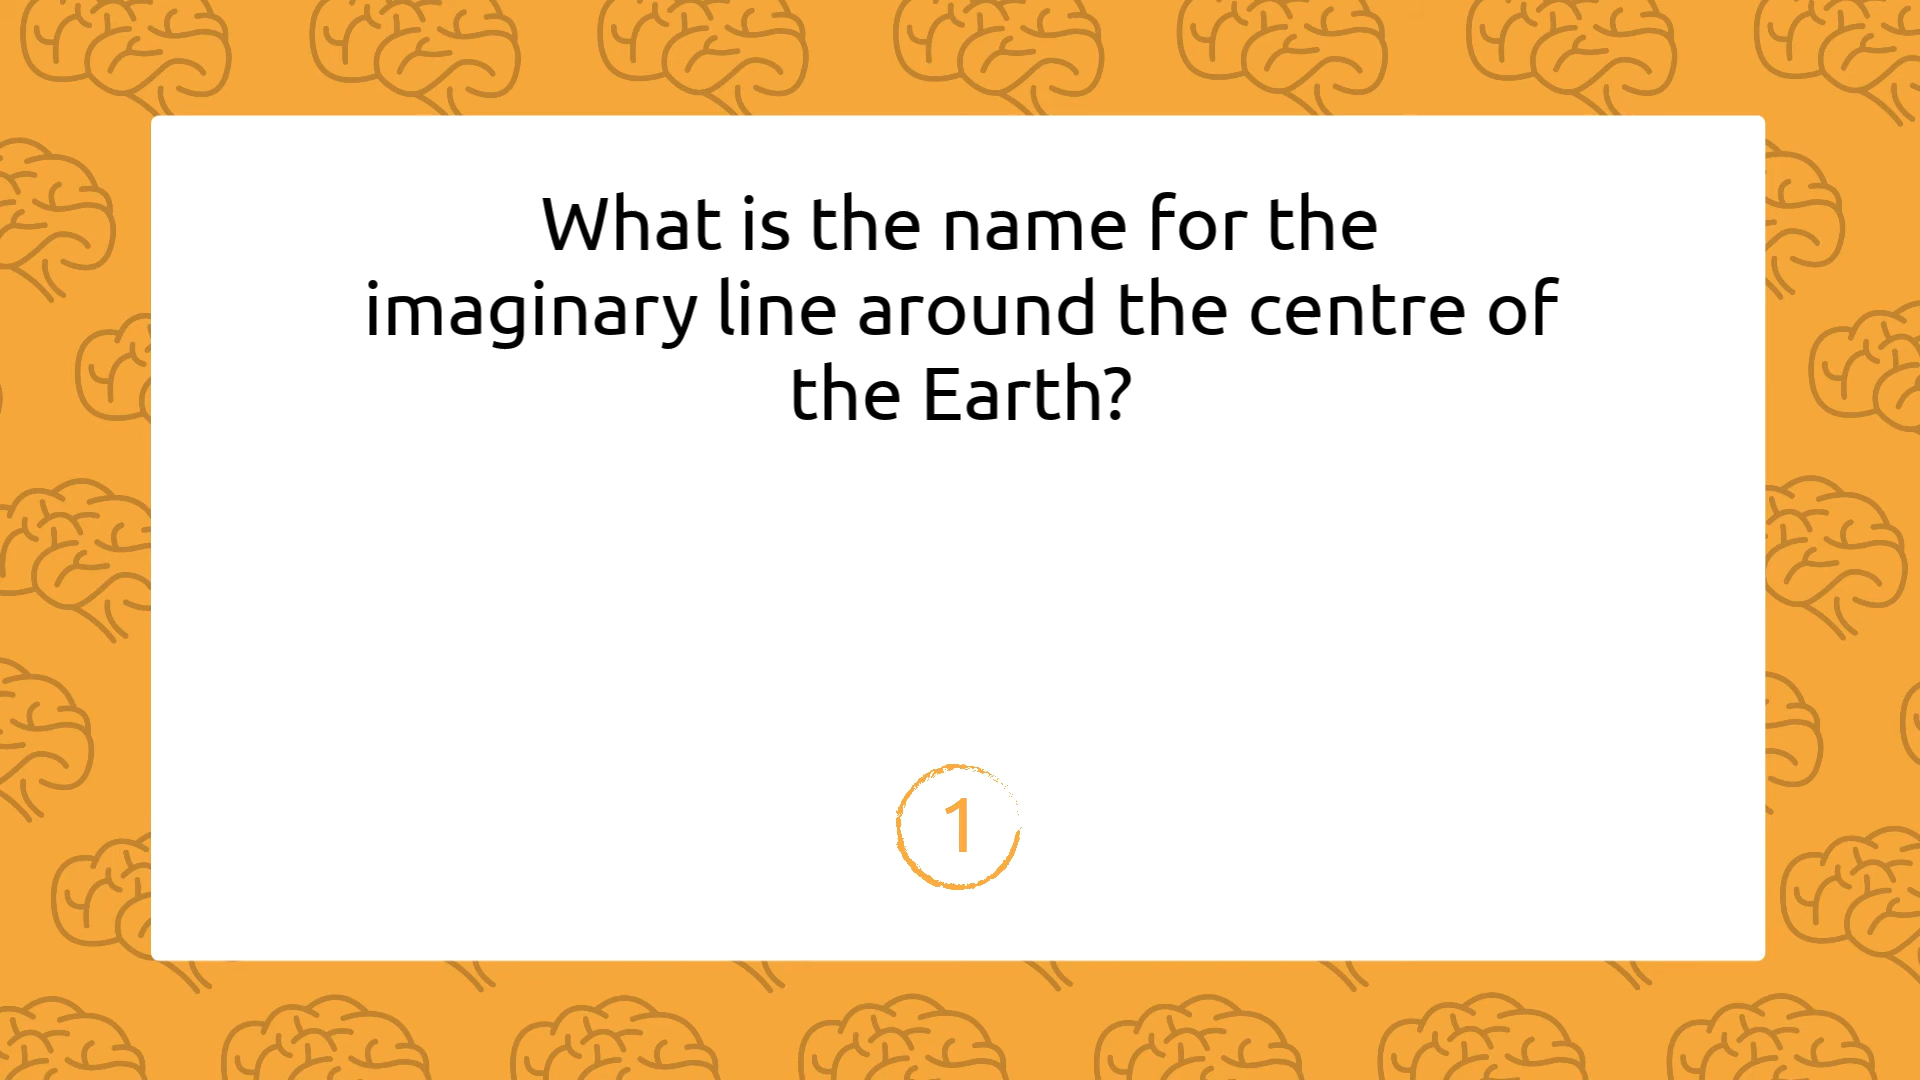 What is the name for the
imaginary line around the centre of
the Earth?
1